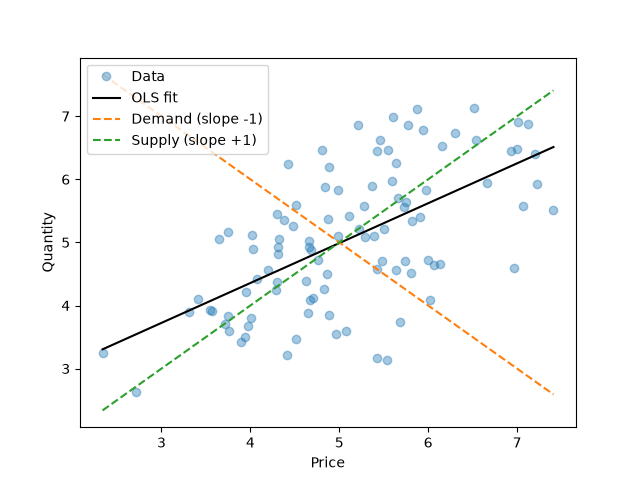 Data
OLS fit
Demand (slope -1)
Supply (slope +1)
Quantity
7
6
5
4
3
3 4 5 6 7
Price